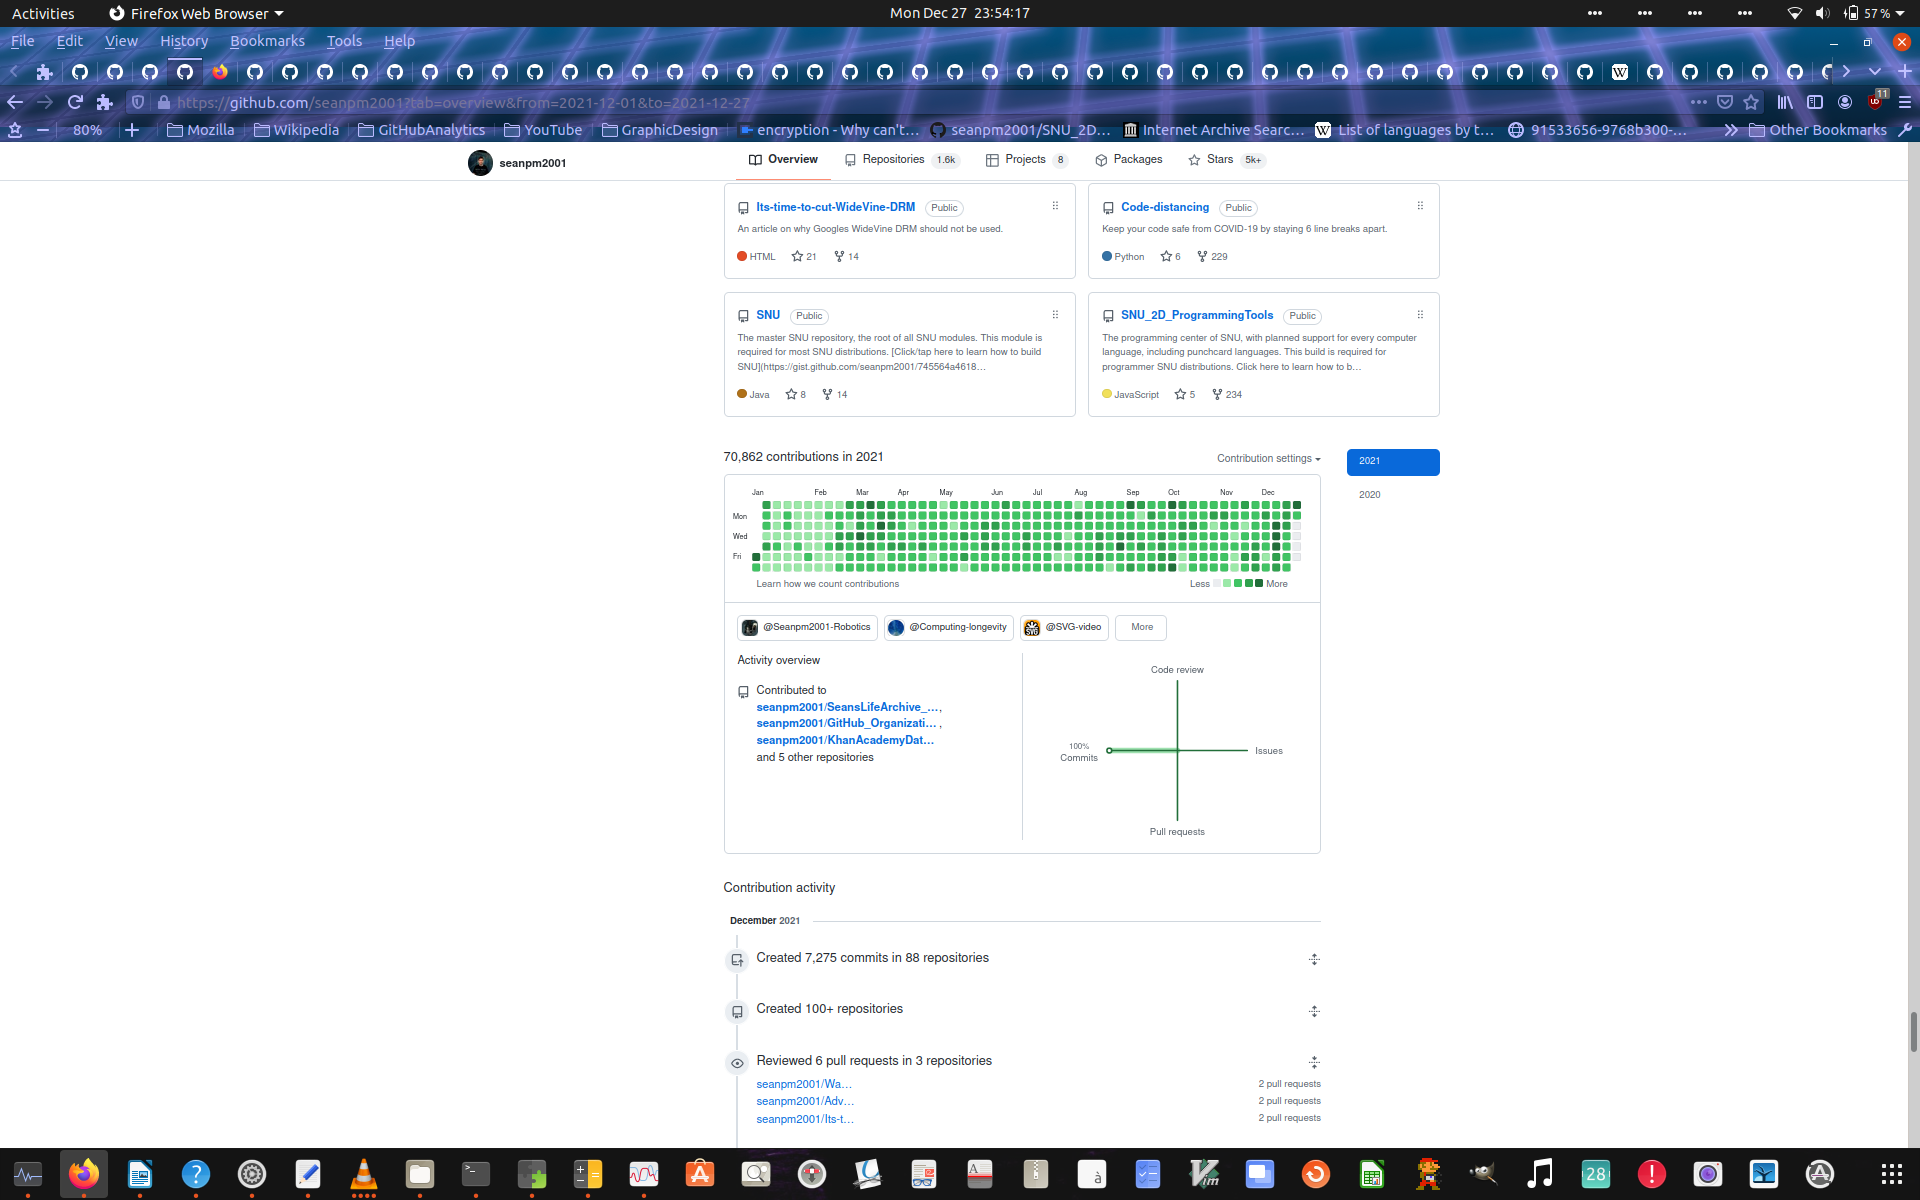 Activities Firefox Web Browser Mon Dec 27 23:54:17 57 %
File Edit View History Bookmarks Tools Help
https://github.com/seanpm2001?tab=overview&from=2021-12-01&to=2021-12-27 11
80% Mozilla Wikipedia GitHubAnalytics YouTube GraphicDesign encryption - Why can't… seanpm2001/SNU_2D… Internet Archive Searc… List of languages by t… 91533656-9768b300-… Other Bookmarks
seanpm2001 Overview Repositories 1.6k Projects 8 Packages Stars 5k+
Its-time-to-cut-WideVine-DRM Public
An article on why Googles WideVine DRM should not be used.
HTML 21 14
Code-distancing Public
Keep your code safe from COVID-19 by staying 6 line breaks apart.
Python 6 229
SNU Public
The master SNU repository, the root of all SNU modules. This module is
required for most SNU distributions. [Click/tap here to learn how to build
SNU](https://gist.github.com/seanpm2001/745564a4618…
Java 8 14
SNU_2D_ProgrammingTools Public
The programming center of SNU, with planned support for every computer
language, including punchcard languages. This build is required for
programmer SNU distributions. Click here to learn how to b…
JavaScript 5 234
70,862 contributions in 2021 Contribution settings
2021
2020
Jan Feb Mar Apr May Jun Jul Aug Sep Oct Nov Dec
Mon
Wed
Fri
Learn how we count contributions Less More
@Seanpm2001-Robotics @Computing-longevity SVG @SVG-video More
Activity overview
Contributed to
seanpm2001/SeansLifeArchive_…,
seanpm2001/GitHub_Organizati…,
seanpm2001/KhanAcademyDat…
and 5 other repositories
Code review
100%
Commits
Issues
Pull requests
Contribution activity
December 2021
Created 7,275 commits in 88 repositories
Created 100+ repositories
Reviewed 6 pull requests in 3 repositories
seanpm2001/Wa… 2 pull requests
seanpm2001/Adv… 2 pull requests
seanpm2001/Its-t… 2 pull requests
28